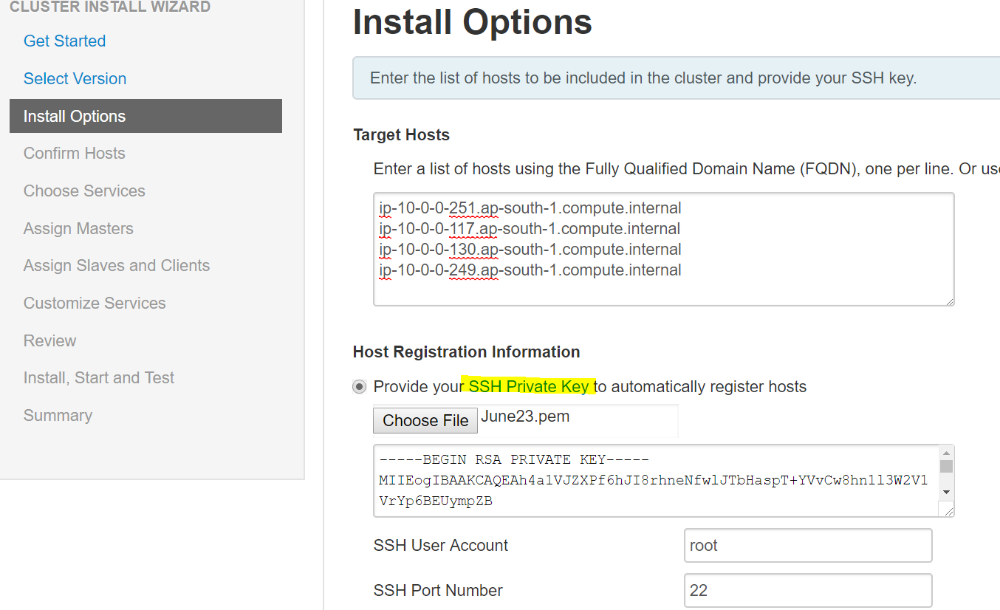 CLUSTER INSTALL WIZARD
Get Started
Select Version
Install Options
Confirm Hosts
Choose Services
Assign Masters
Assign Slaves and Clients
Customize Services
Review
Install, Start and Test
Summary
Install Options
Enter the list of hosts to be included in the cluster and provide your SSH key.
Target Hosts
Enter a list of hosts using the Fully Qualified Domain Name (FQDN), one per line. Or use
ip-10-0-0-251.ap-south-1.compute.internal
ip-10-0-0-117.ap-south-1.compute.internal
ip-10-0-0-130.ap-south-1.compute.internal
ip-10-0-0-249.ap-south-1.compute.internal
Host Registration Information
Provide your SSH Private Key to automatically register hosts
Choose File June23.pem
-----BEGIN RSA PRIVATE KEY-----
MIIEogIBAAKCAQEAh4a1VJZXPf6hJI8rhneNfwlJTbHaspT+YVvCw8hn1l3W2V1
VrYp6BEUympZB
SSH User Account root
SSH Port Number 22